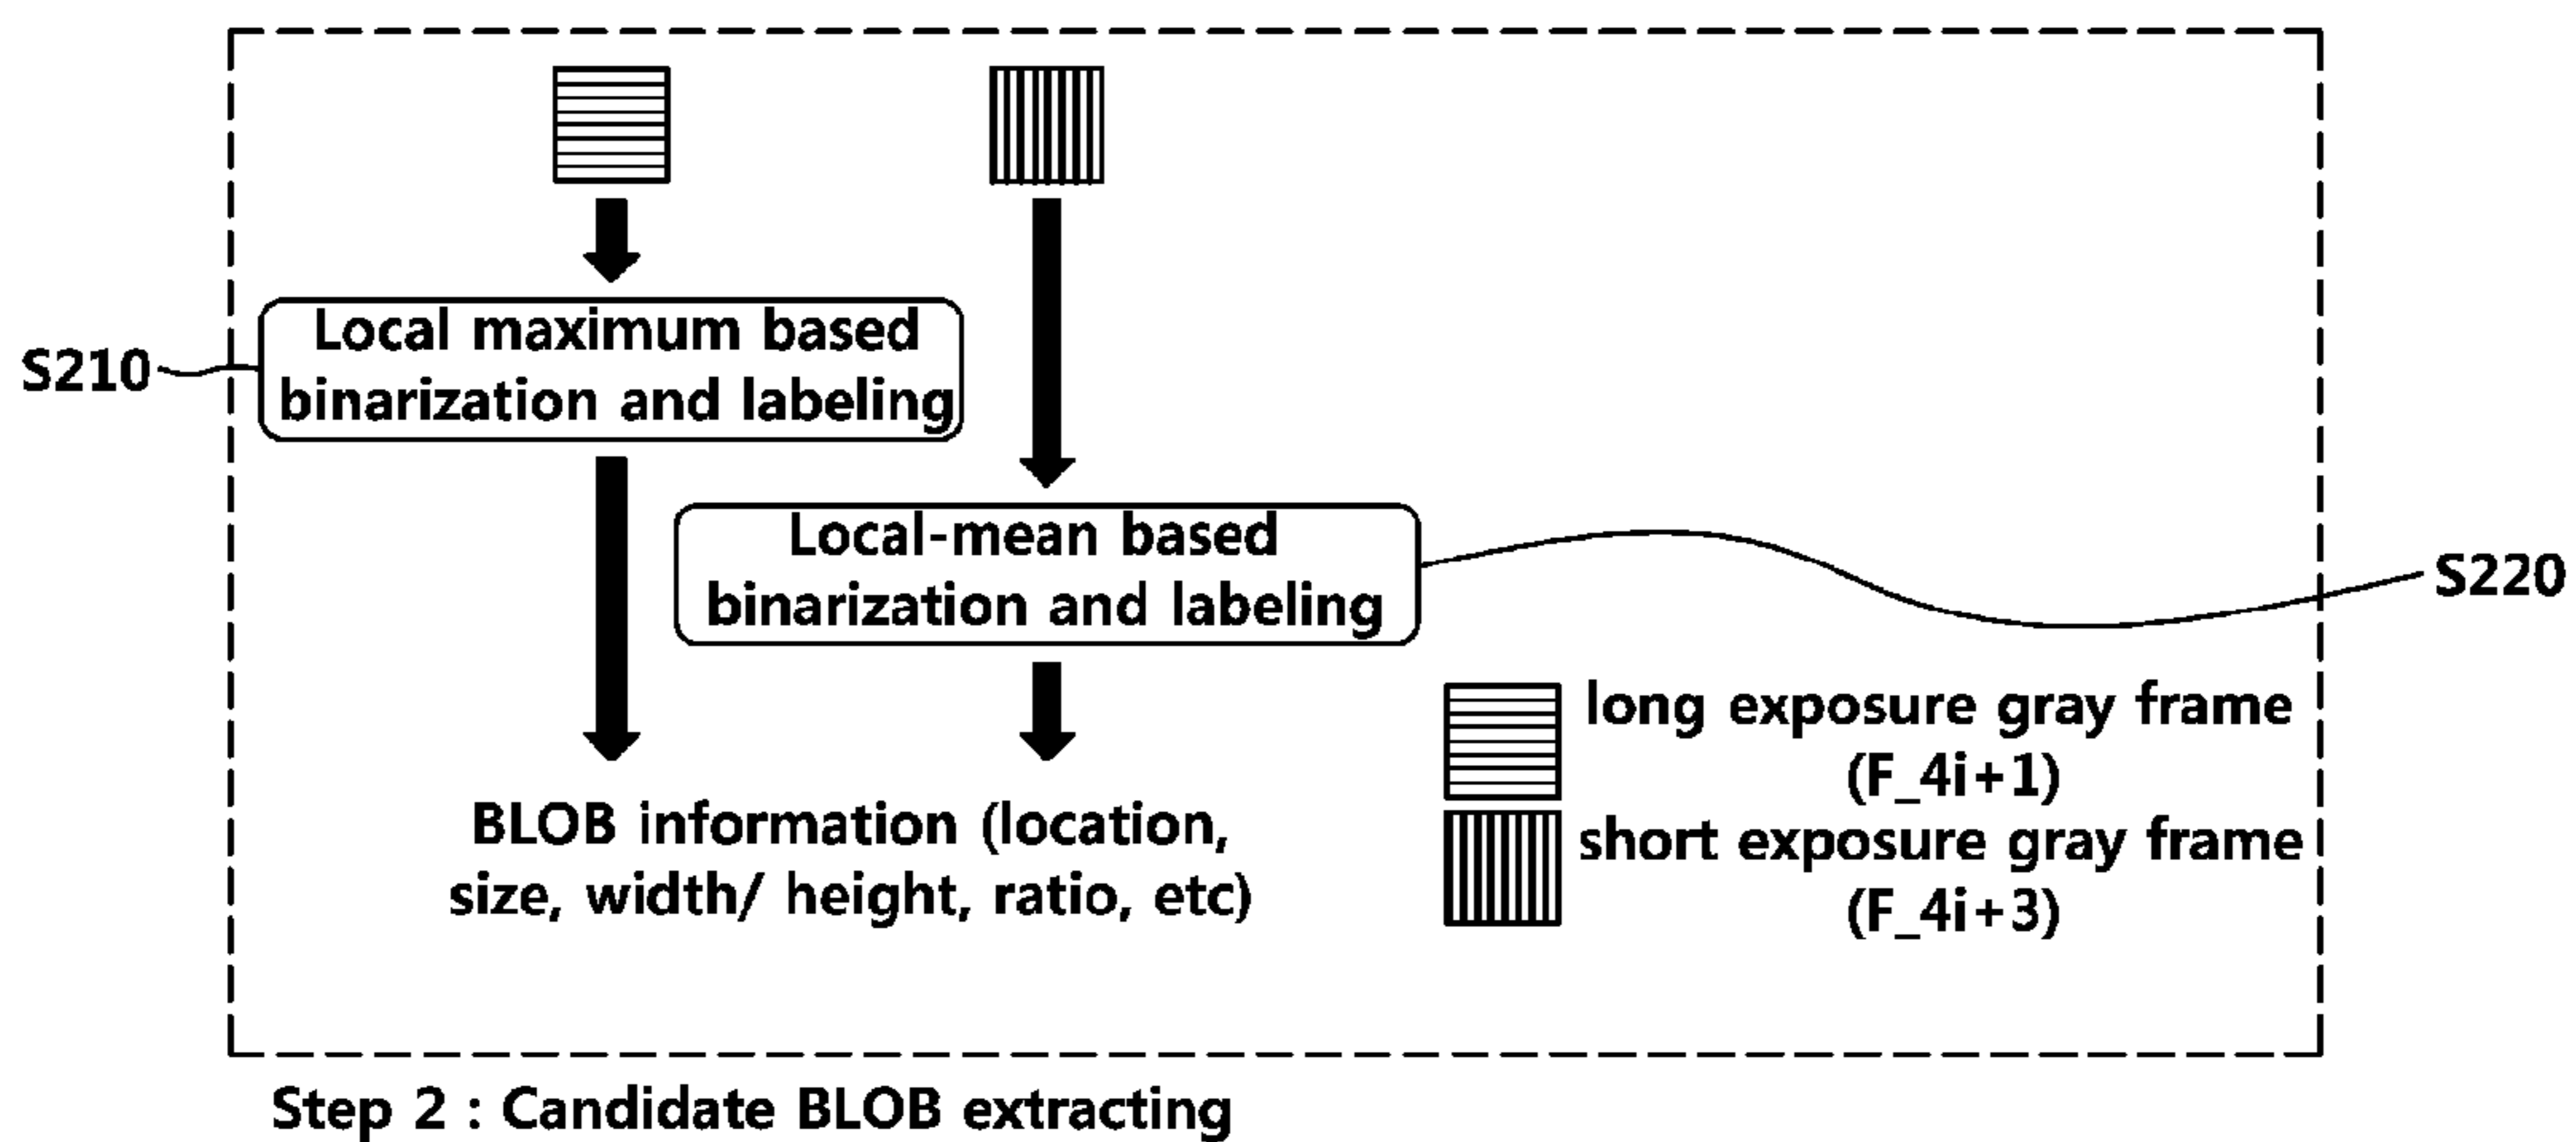 Local maximum based
binarization and labeling
S210
Local-mean based
binarization and labeling
S220
long exposure gray frame
(F_4i+1)
short exposure gray frame
(F_4i+3)
BLOB information (location,
size, width/ height, ratio, etc)
Step 2 : Candidate BLOB extracting